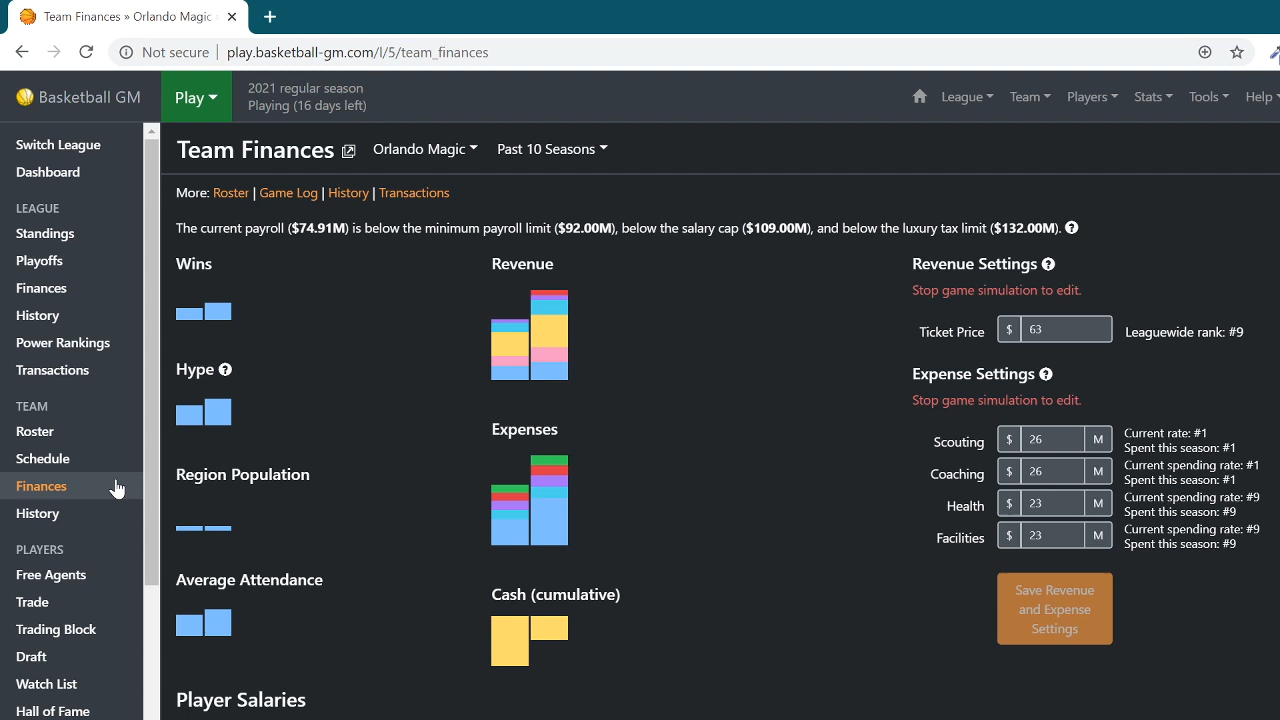 Team Finances » Orlando Magic
Not secure | play.basketball-gm.com/l/5/team_finances
Basketball GM
Play
2021 regular season
Playing (16 days left)
League
Team
Players
Stats
Tools
Help
Switch League
Dashboard
LEAGUE
Standings
Playoffs
Finances
History
Power Rankings
Transactions
TEAM
Roster
Schedule
Finances
History
PLAYERS
Free Agents
Trade
Trading Block
Draft
Watch List
Hall of Fame
Team Finances
Orlando Magic
Past 10 Seasons
More: Roster | Game Log | History | Transactions
The current payroll ($74.91M) is below the minimum payroll limit ($92.00M), below the salary cap ($109.00M), and below the luxury tax limit ($132.00M). ?
Wins
Hype ?
Region Population
Average Attendance
Revenue
Expenses
Cash (cumulative)
Revenue Settings ?
Stop game simulation to edit.
Ticket Price $ 63 Leaguewide rank: #9
Expense Settings ?
Stop game simulation to edit.
Scouting $ 26 M Current rate: #1
Spent this season: #1
Coaching $ 26 M Current spending rate: #1
Spent this season: #1
Health $ 23 M Current spending rate: #9
Spent this season: #9
Facilities $ 23 M Current spending rate: #9
Spent this season: #9
Save Revenue
and Expense
Settings
Player Salaries